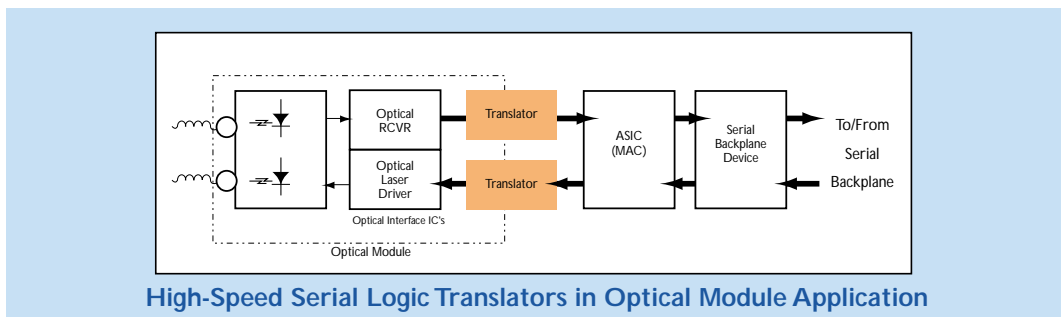 Optical
RCVR
Translator
ASIC
(MAC)
Serial
Backplane
Device
To/From
Serial
Backplane
Optical
Laser
Driver
Translator
Optical Interface IC's
Optical Module
High-Speed Serial Logic Translators in Optical Module Application